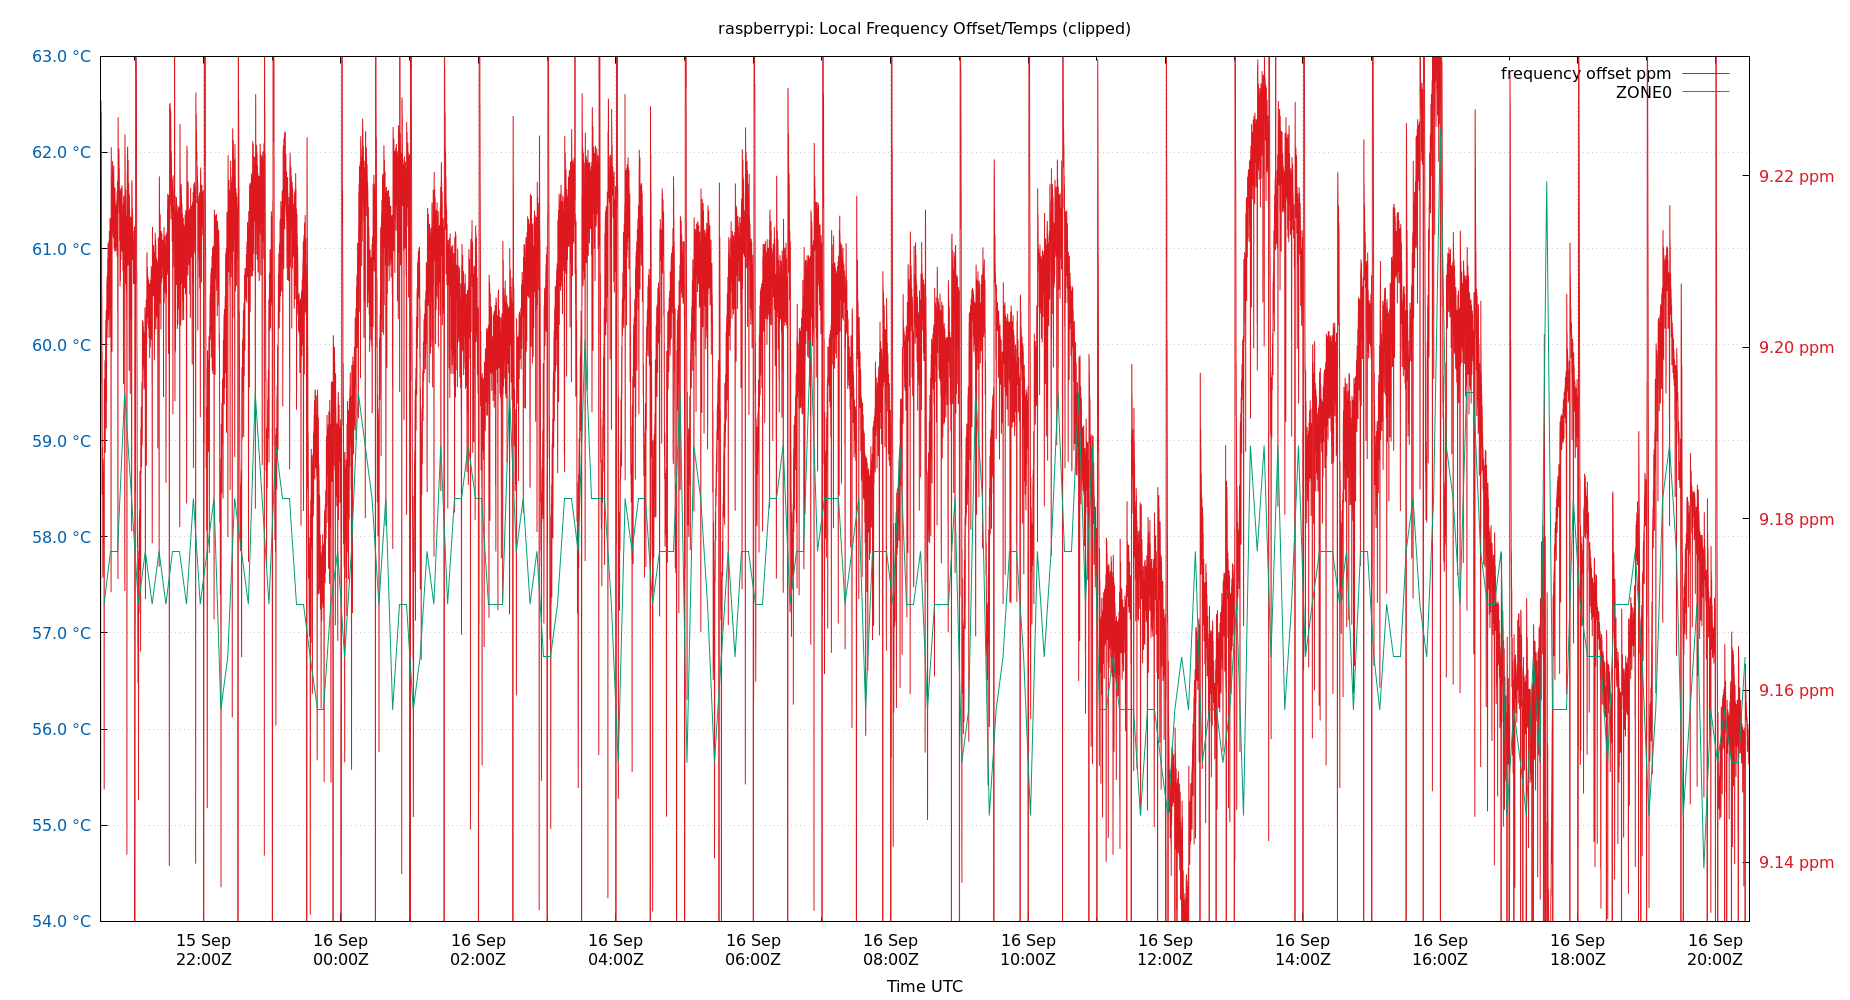 raspberrypi: Local Frequency Offset/Temps (clipped)
63.0 °C
62.0 °C
61.0 °C
60.0 °C
59.0 °C
58.0 °C
57.0 °C
56.0 °C
55.0 °C
54.0 °C
frequency offset ppm
ZONE0
9.22 ppm
9.20 ppm
9.18 ppm
9.16 ppm
9.14 ppm
15 Sep
22:00Z
16 Sep
00:00Z
16 Sep
02:00Z
16 Sep
04:00Z
16 Sep
06:00Z
16 Sep
08:00Z
16 Sep
10:00Z
16 Sep
12:00Z
16 Sep
14:00Z
16 Sep
16:00Z
16 Sep
18:00Z
16 Sep
20:00Z
Time UTC